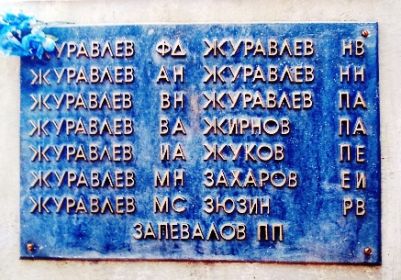 ЖУРАВЛЕВ ФД ЖУРАВЛЕВ НВ
ЖУРАВЛЕВ АН ЖУРАВЛЕВ НН
ЖУРАВЛЕВ ВН ЖУРАВЛЕВ ПА
ЖУРАВЛЕВ ВА ЖИРНОВ ПА
ЖУРАВЛЕВ ИА ЖУКОВ ПЕ
ЖУРАВЛЕВ МН ЗАХАРОВ ЕИ
ЖУРАВЛЕВ МС ЗЮЗИН РВ
ЗАПЕВАЛОВ ПП